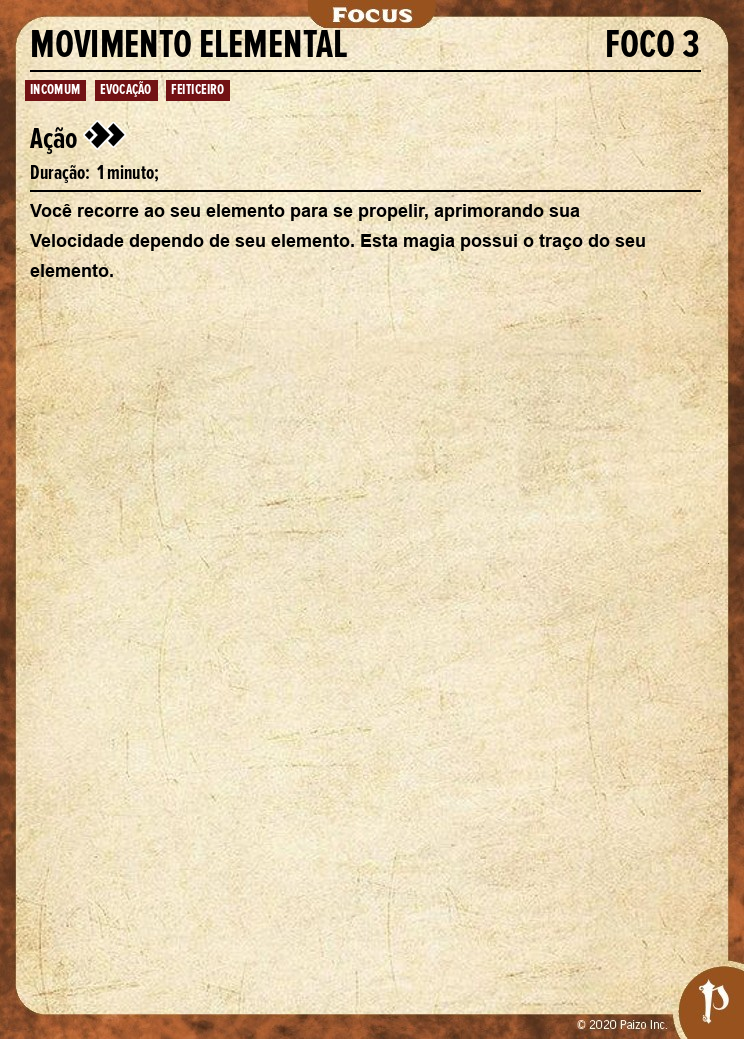 Focus
MOVIMENTO ELEMENTAL FOCO 3
INCOMUM EVOCAÇÃO FEITICEIRO
Ação
Duração: 1 minuto;
Você recorre ao seu elemento para se propelir, aprimorando sua
Velocidade dependo de seu elemento. Esta magia possui o traço do seu
elemento.
© 2020 Paizo Inc.